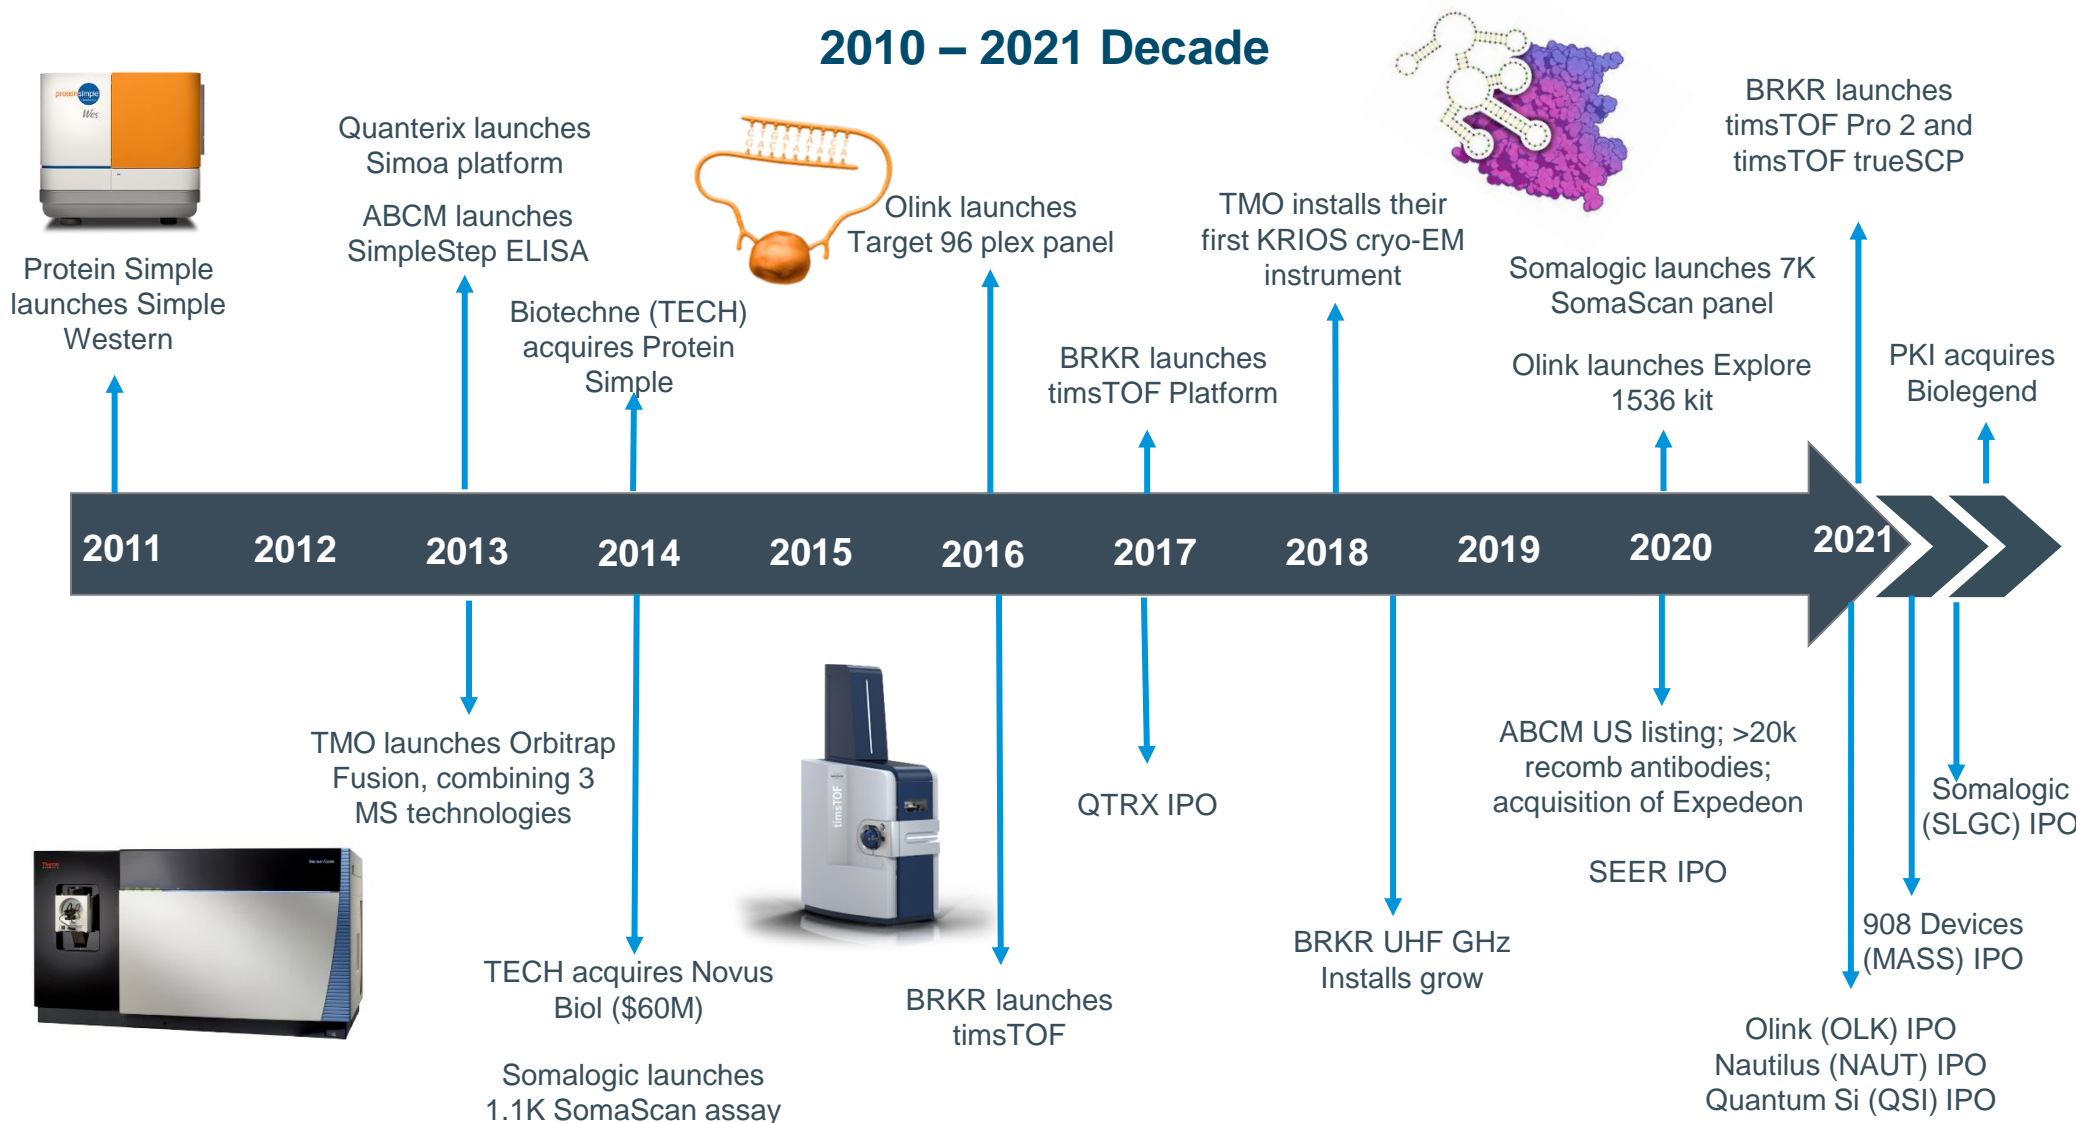 2010 – 2021 Decade
protein simple
Wes
Protein Simple
launches Simple
Western
Quanterix launches
Simoa platform
ABCM launches
SimpleStep ELISA
Biotechne (TECH)
acquires Protein
Simple
Olink launches
Target 96 plex panel
BRKR launches
timsTOF Platform
TMO installs their
first KRIOS cryo-EM
instrument
Somalogic launches 7K
SomaScan panel
Olink launches Explore
1536 kit
BRKR launches
timsTOF Pro 2 and
timsTOF trueSCP
PKI acquires
Biolegend
2011
2012
2013
2014
2015
2016
2017
2018
2019
2020
2021
TMO launches Orbitrap
Fusion, combining 3
MS technologies
TECH acquires Novus
Biol ($60M)
Somalogic launches
1.1K SomaScan assay
timsTOF
BRKR launches
timsTOF
QTRX IPO
BRKR UHF GHz
Installs grow
ABCM US listing; >20k
recomb antibodies;
acquisition of Expedeon
SEER IPO
Somalogic
(SLGC) IPO
908 Devices
(MASS) IPO
Olink (OLK) IPO
Nautilus (NAUT) IPO
Quantum Si (QSI) IPO